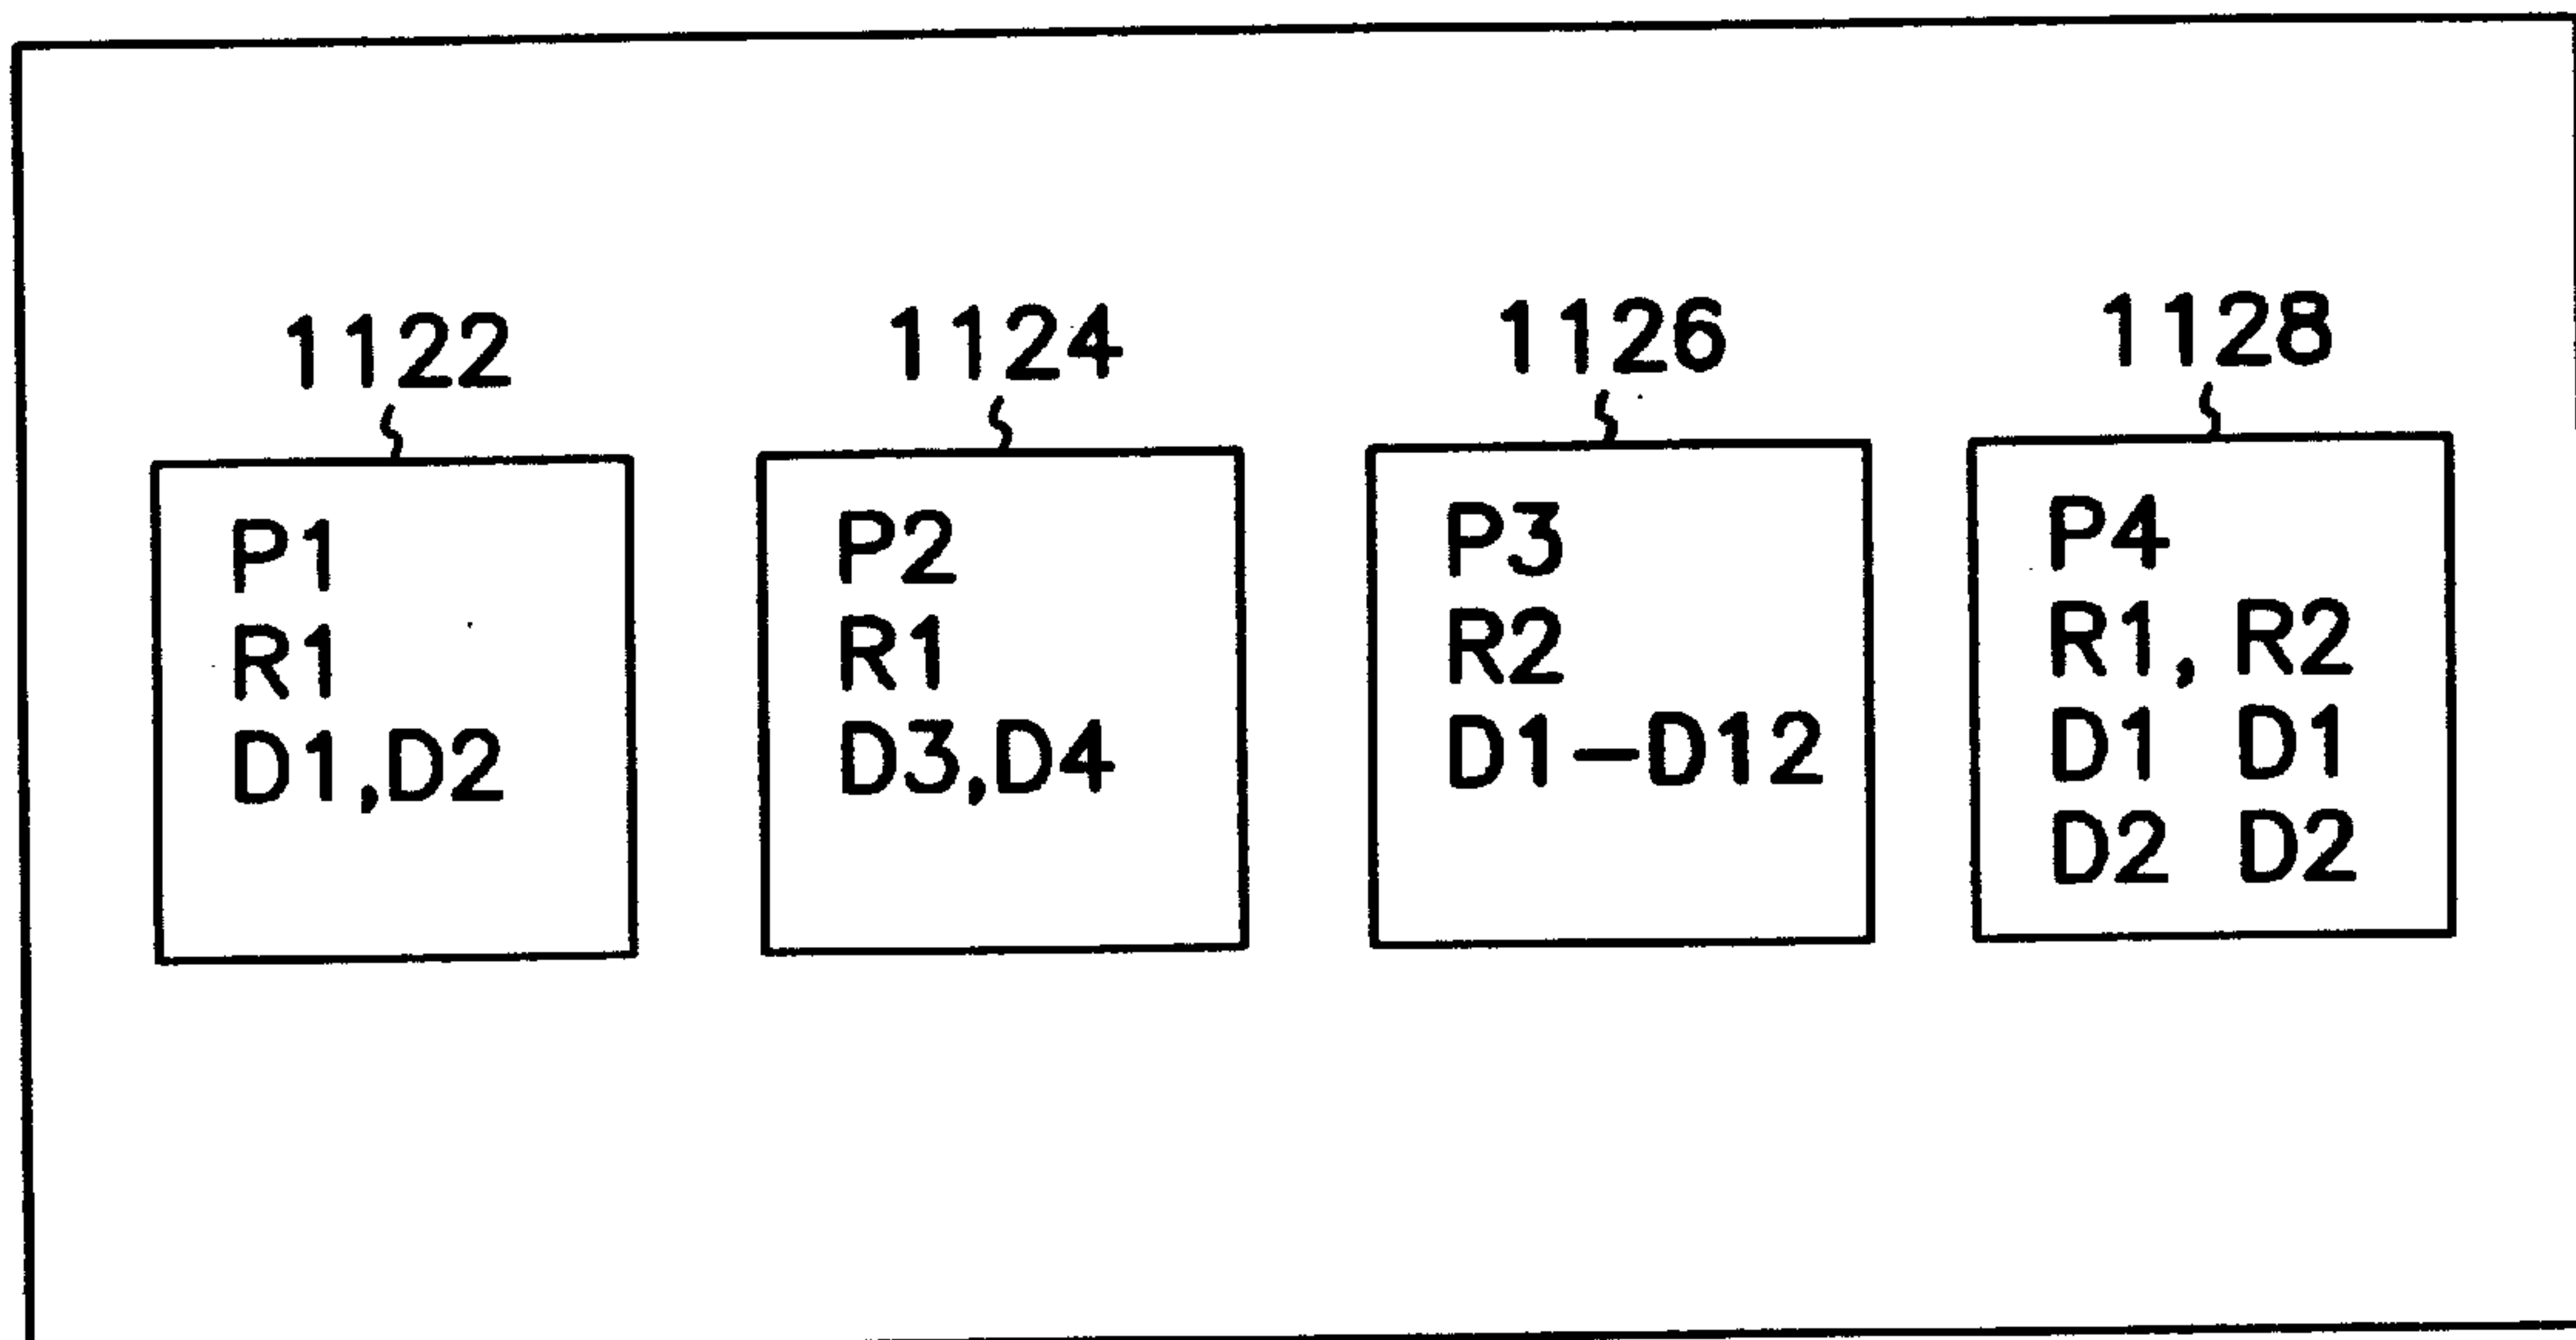 1122
1124
1126
1128
P1
R1
D1,D2
P2
R1
D3,D4
P3
R2
D1-D12
P4
R1, R2
D1 D1
D2 D2